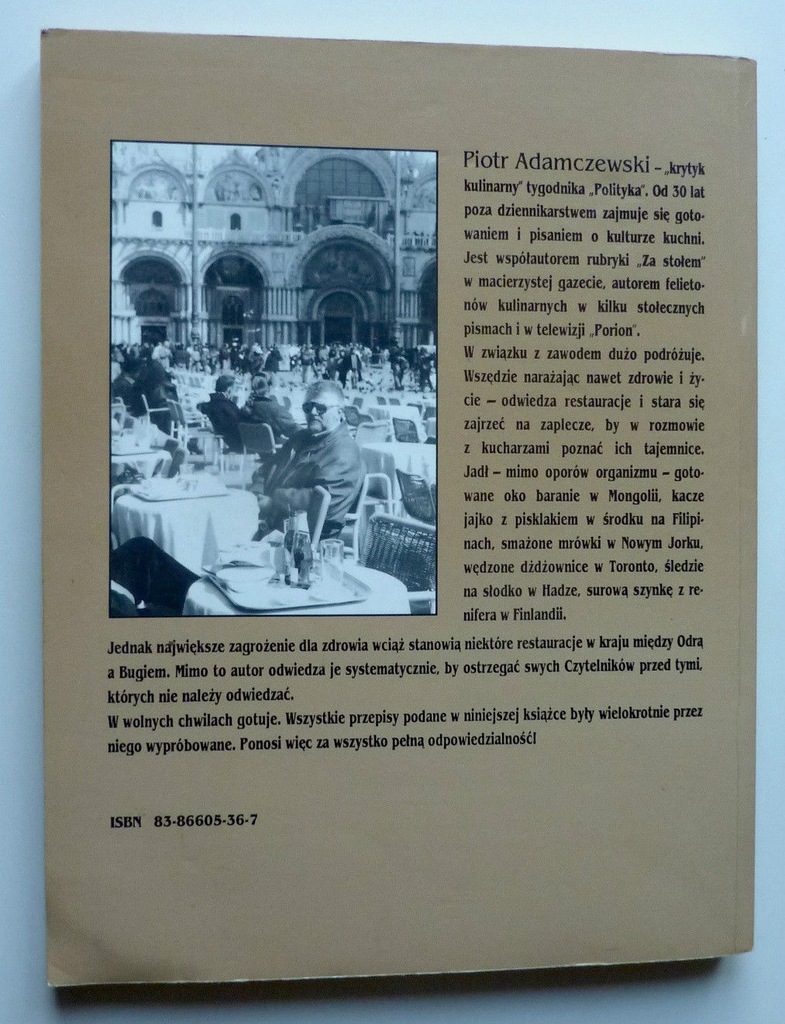 Piotr Adamczewski – „krytyk
kulinarny" tygodnika „Polityka". Od 30 lat
poza dziennikarstwem zajmuje się goto-
waniem i pisaniem o kulturze kuchni.
Jest współautorem rubryki „Za stołem"
w macierzystej gazecie, autorem felieto-
nów kulinarnych w kilku stołecznych
pismach i w telewizji „Porion".
W związku z zawodem dużo podróżuje.
Wszędzie narażając nawet zdrowie i ży-
cie – odwiedza restauracje i stara się
zajrzeć na zaplecze, by w rozmowie
z kucharzami poznać ich tajemnice.
Jadł – mimo oporów organizmu – goto-
wane oko baranie w Mongolii, kacze
jajko z pisklakiem w środku na Filipi-
nach, smażone mrówki w Nowym Jorku,
wędzone dżdżownice w Toronto, śledzie
na słodko w Hadze, surową szynkę z re-
nifera w Finlandii.
Jednak największe zagrożenie dla zdrowia wciąż stanowią niektóre restauracje w kraju między Odrą
a Bugiem. Mimo to autor odwiedza je systematycznie, by ostrzegać swych Czytelników przed tymi,
których nie należy odwiedzać.
W wolnych chwilach gotuje. Wszystkie przepisy podane w niniejszej książce były wielokrotnie przez
niego wypróbowane. Ponosi więc za wszystko pełną odpowiedzialność!
ISBN 83-86605-36-7